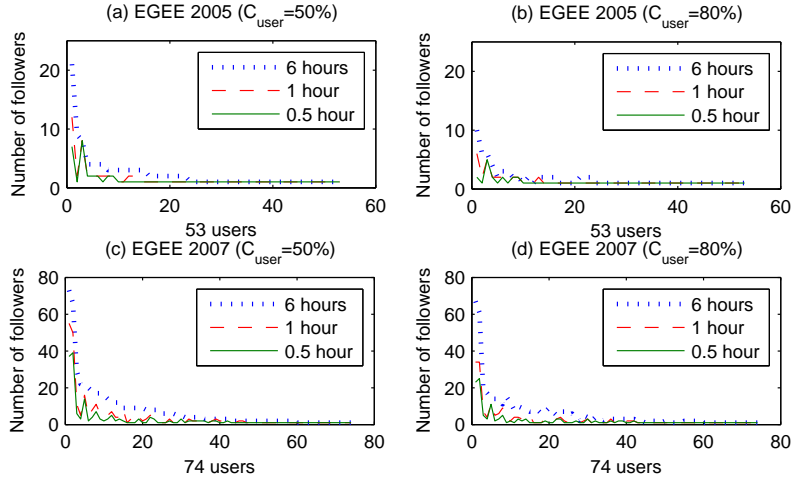 (a) EGEE 2005 (C_user=50%)
Number of followers
20
10
0
0 20 40 60
53 users
6 hours
1 hour
0.5 hour
(b) EGEE 2005 (C_user=80%)
Number of followers
20
10
0
0 20 40 60
53 users
6 hours
1 hour
0.5 hour
(c) EGEE 2007 (C_user=50%)
Number of followers
80
60
40
20
0
0 20 40 60 80
74 users
6 hours
1 hour
0.5 hour
(d) EGEE 2007 (C_user=80%)
Number of followers
80
60
40
20
0
0 20 40 60 80
74 users
6 hours
1 hour
0.5 hour